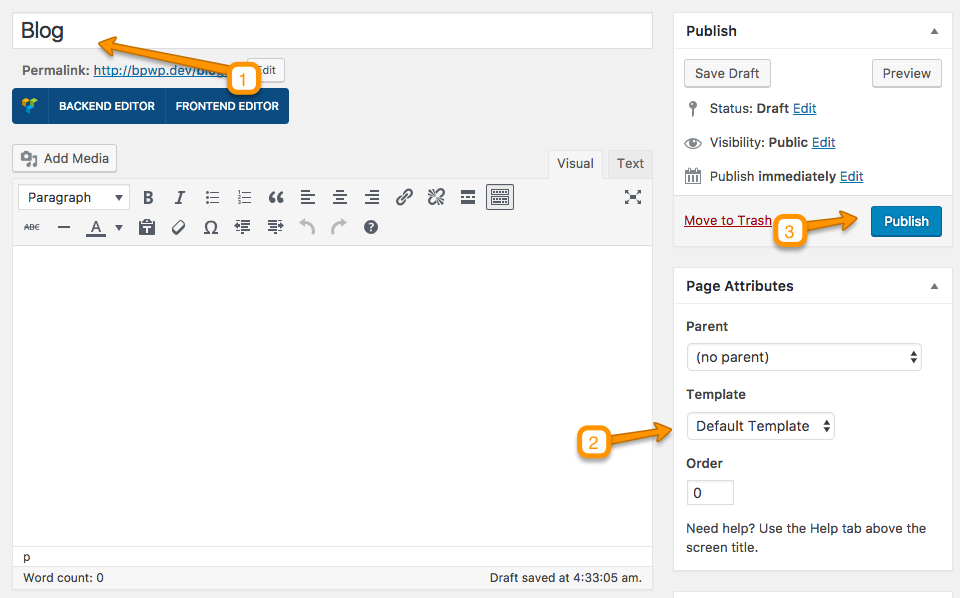 Blog
Permalink: http://bpwp.dev/blog
1
BACKEND EDITOR
FRONTEND EDITOR
Add Media
Visual
Text
Paragraph
B I
ABC
A
p
Word count: 0
Draft saved at 4:33:05 am.
Publish
Save Draft
Preview
Status: Draft Edit
Visibility: Public Edit
Publish immediately Edit
Move to Trash
3
Publish
Page Attributes
Parent
(no parent)
Template
2
Default Template
Order
0
Need help? Use the Help tab above the
screen title.